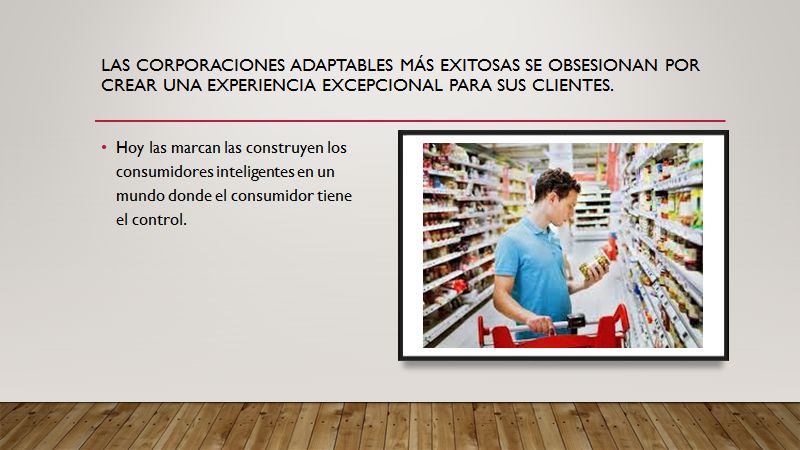 LAS CORPORACIONES ADAPTABLES MÁS EXITOSAS SE OBSESIONAN POR
CREAR UNA EXPERIENCIA EXCEPCIONAL PARA SUS CLIENTES.
• Hoy las marcan las construyen los
consumidores inteligentes en un
mundo donde el consumidor tiene
el control.